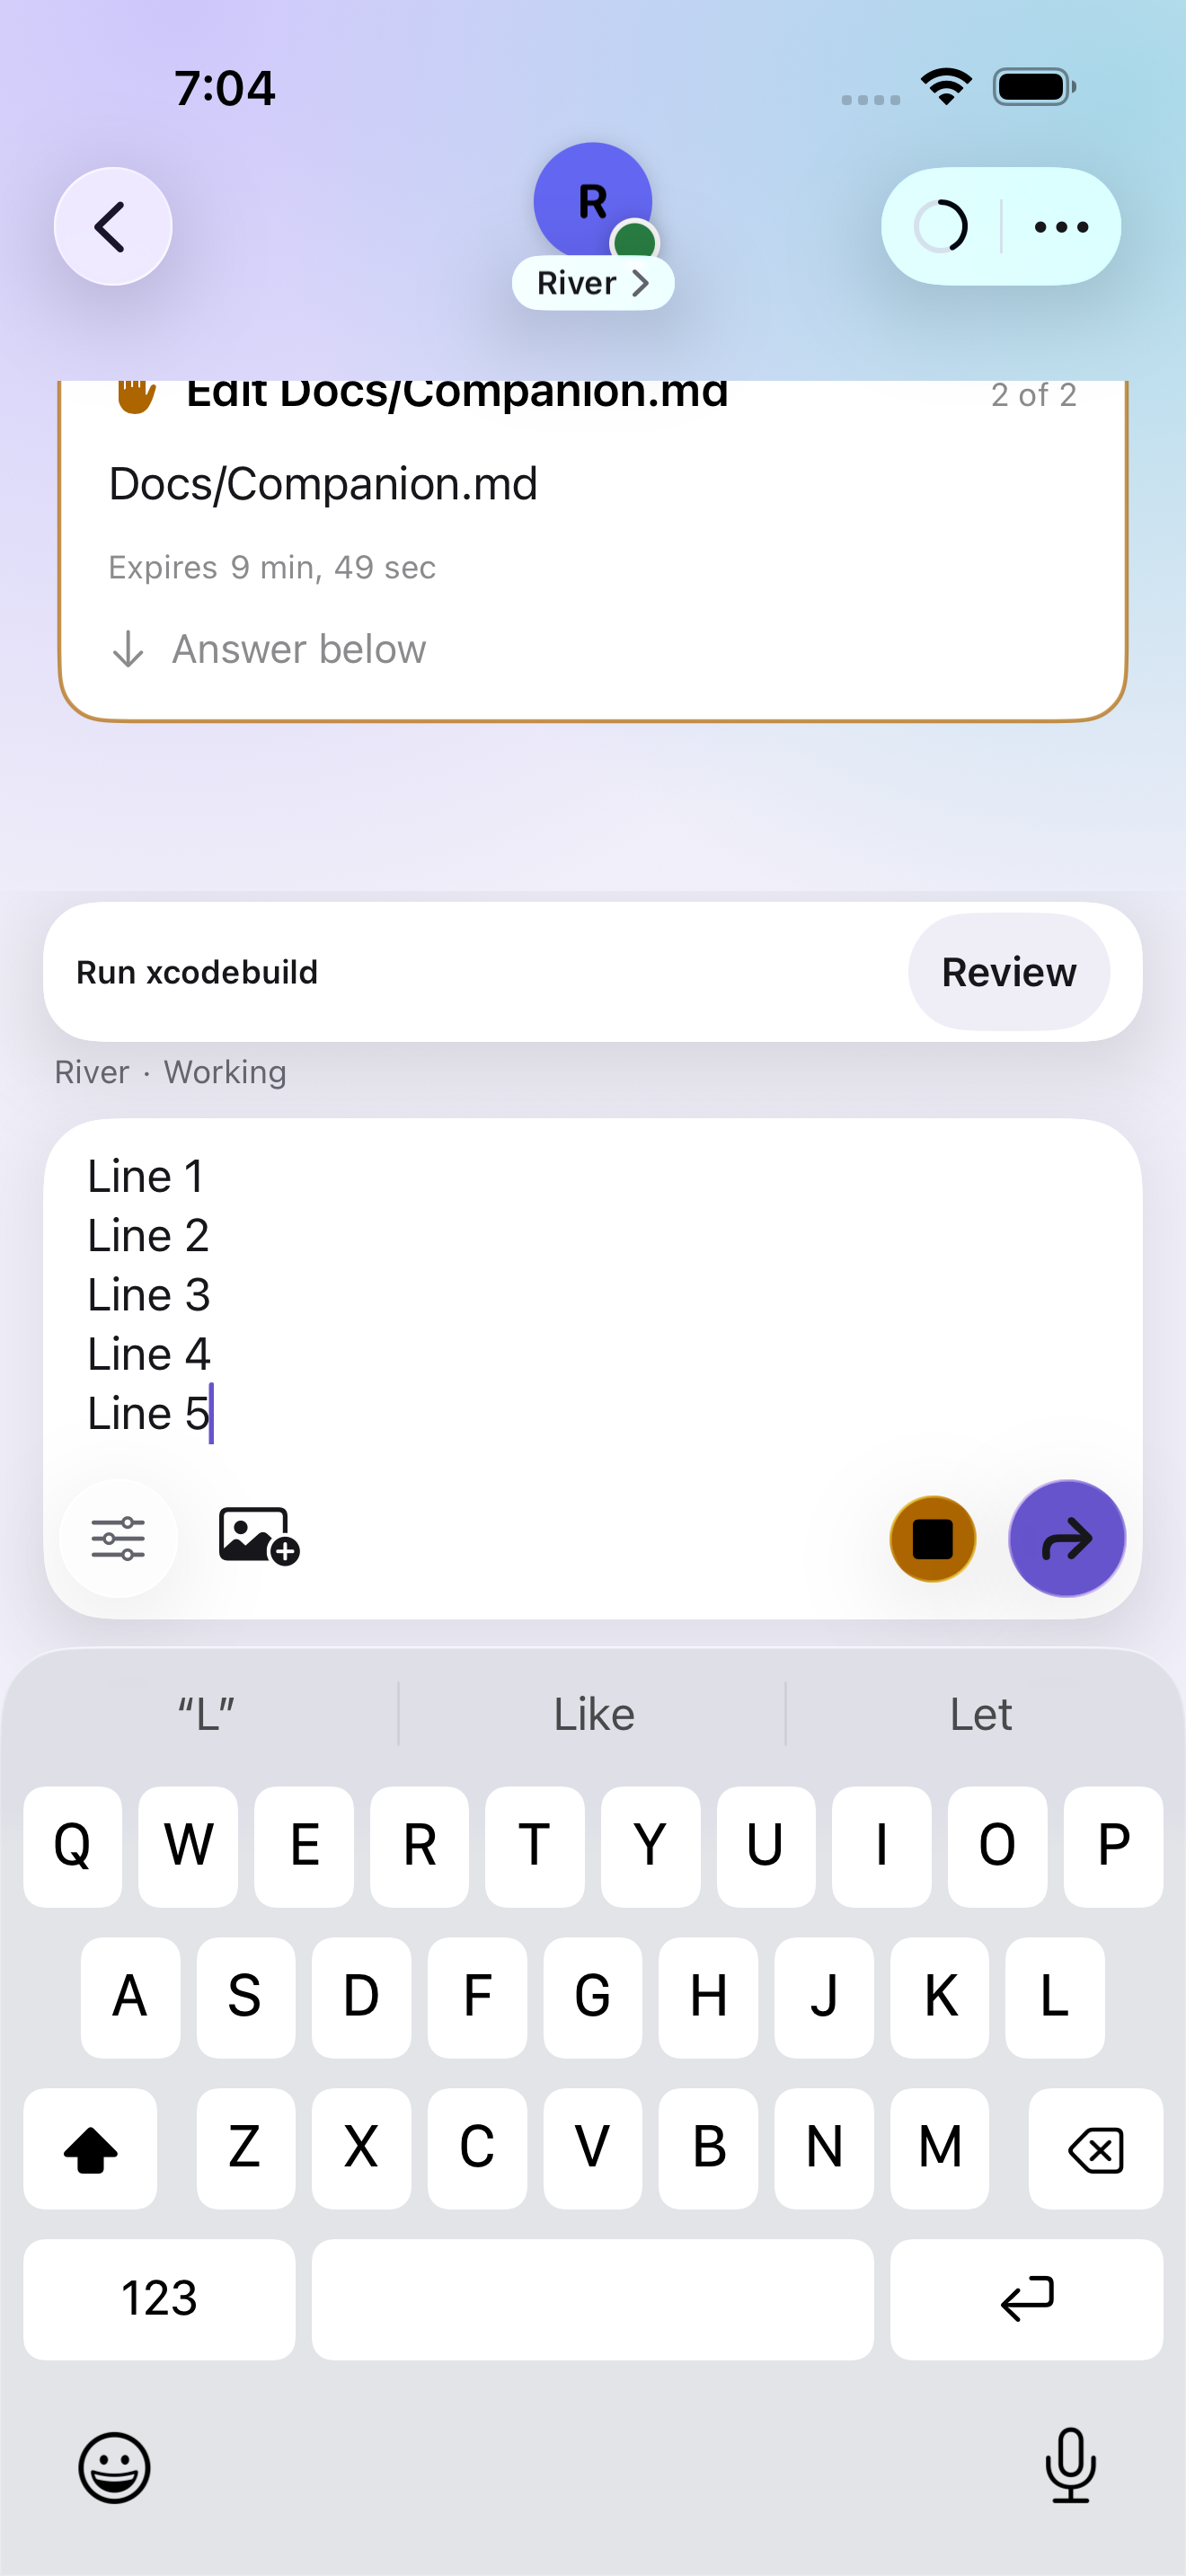 7:04
R
River
Edit Docs/Companion.md
2 of 2
Docs/Companion.md
Expires 9 min, 49 sec
Answer below
Run xcodebuild
Review
River · Working
Line 1
Line 2
Line 3
Line 4
Line 5
“L” Like Let
Q W E R T Y U I O P
A S D F G H J K L
Z X C V B N M
123